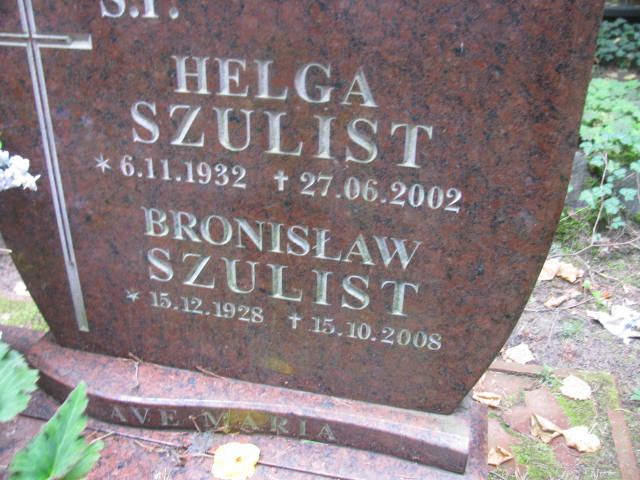 Ś.P.
HELGA
SZULIST
* 6.11.1932 † 27.06.2002
BRONISŁAW
SZULIST
* 15.12.1928 † 15.10.2008
AVE MARIA